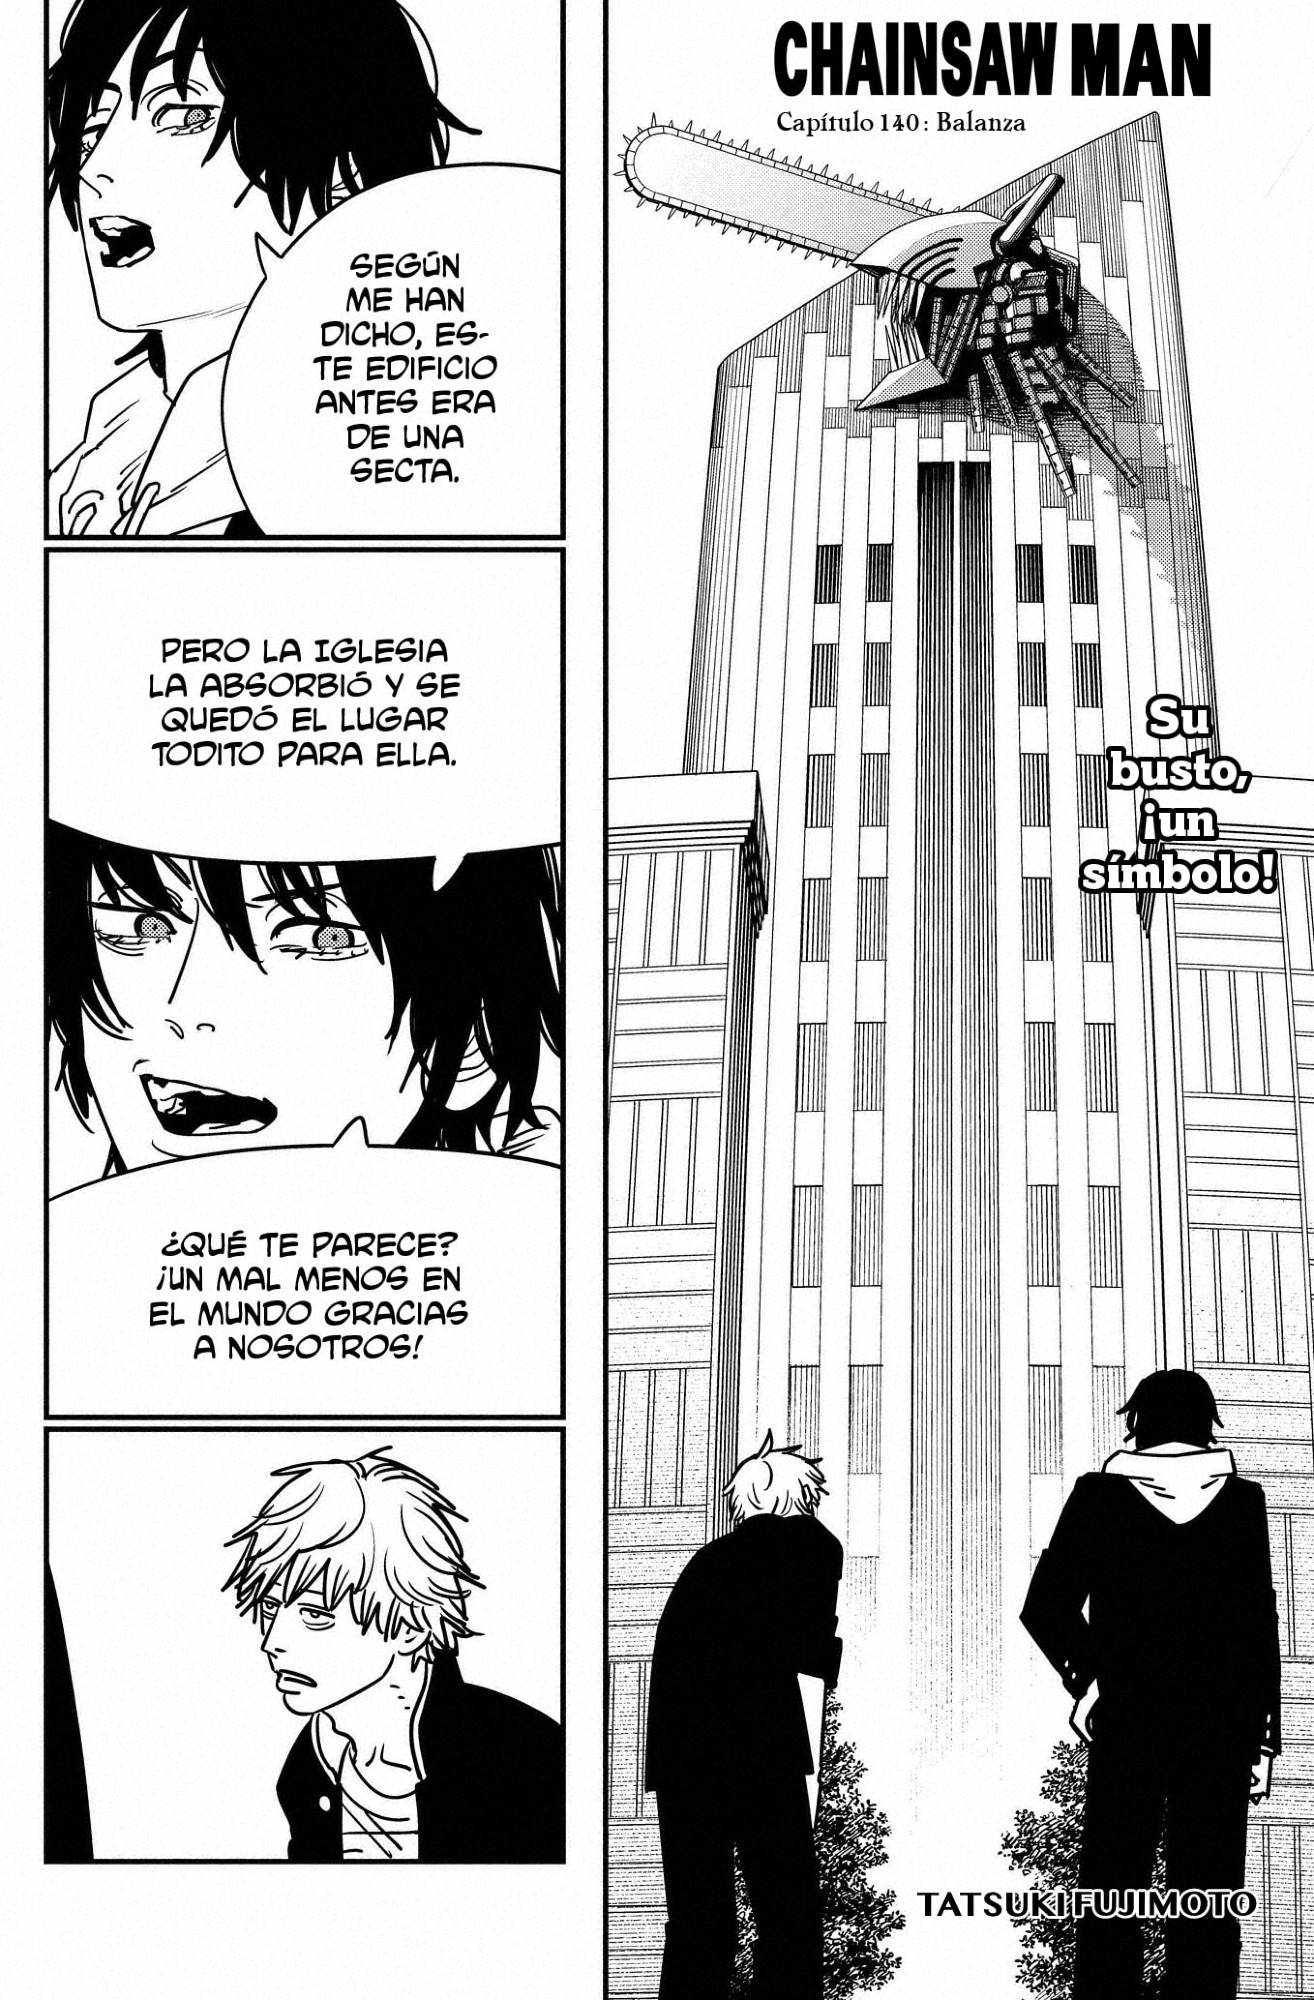 CHAINSAW MAN
Capítulo 140: Balanza
Su
busto,
¡un
símbolo!
TATSUKI FUJIMOTO
SEGÚN
ME HAN
DICHO, ES-
TE EDIFICIO
ANTES ERA
DE UNA
SECTA.
PERO LA IGLESIA
LA ABSORBIÓ Y SE
QUEDÓ EL LUGAR
TODITO PARA ELLA.
¿QUÉ TE PARECE?
¡UN MAL MENOS EN
EL MUNDO GRACIAS
A NOSOTROS!